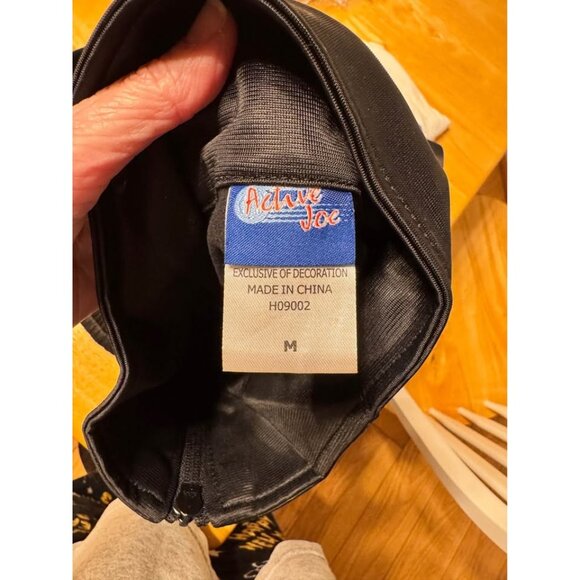 Active
Joe
EXCLUSIVE OF DECORATION
MADE IN CHINA
H09002
M